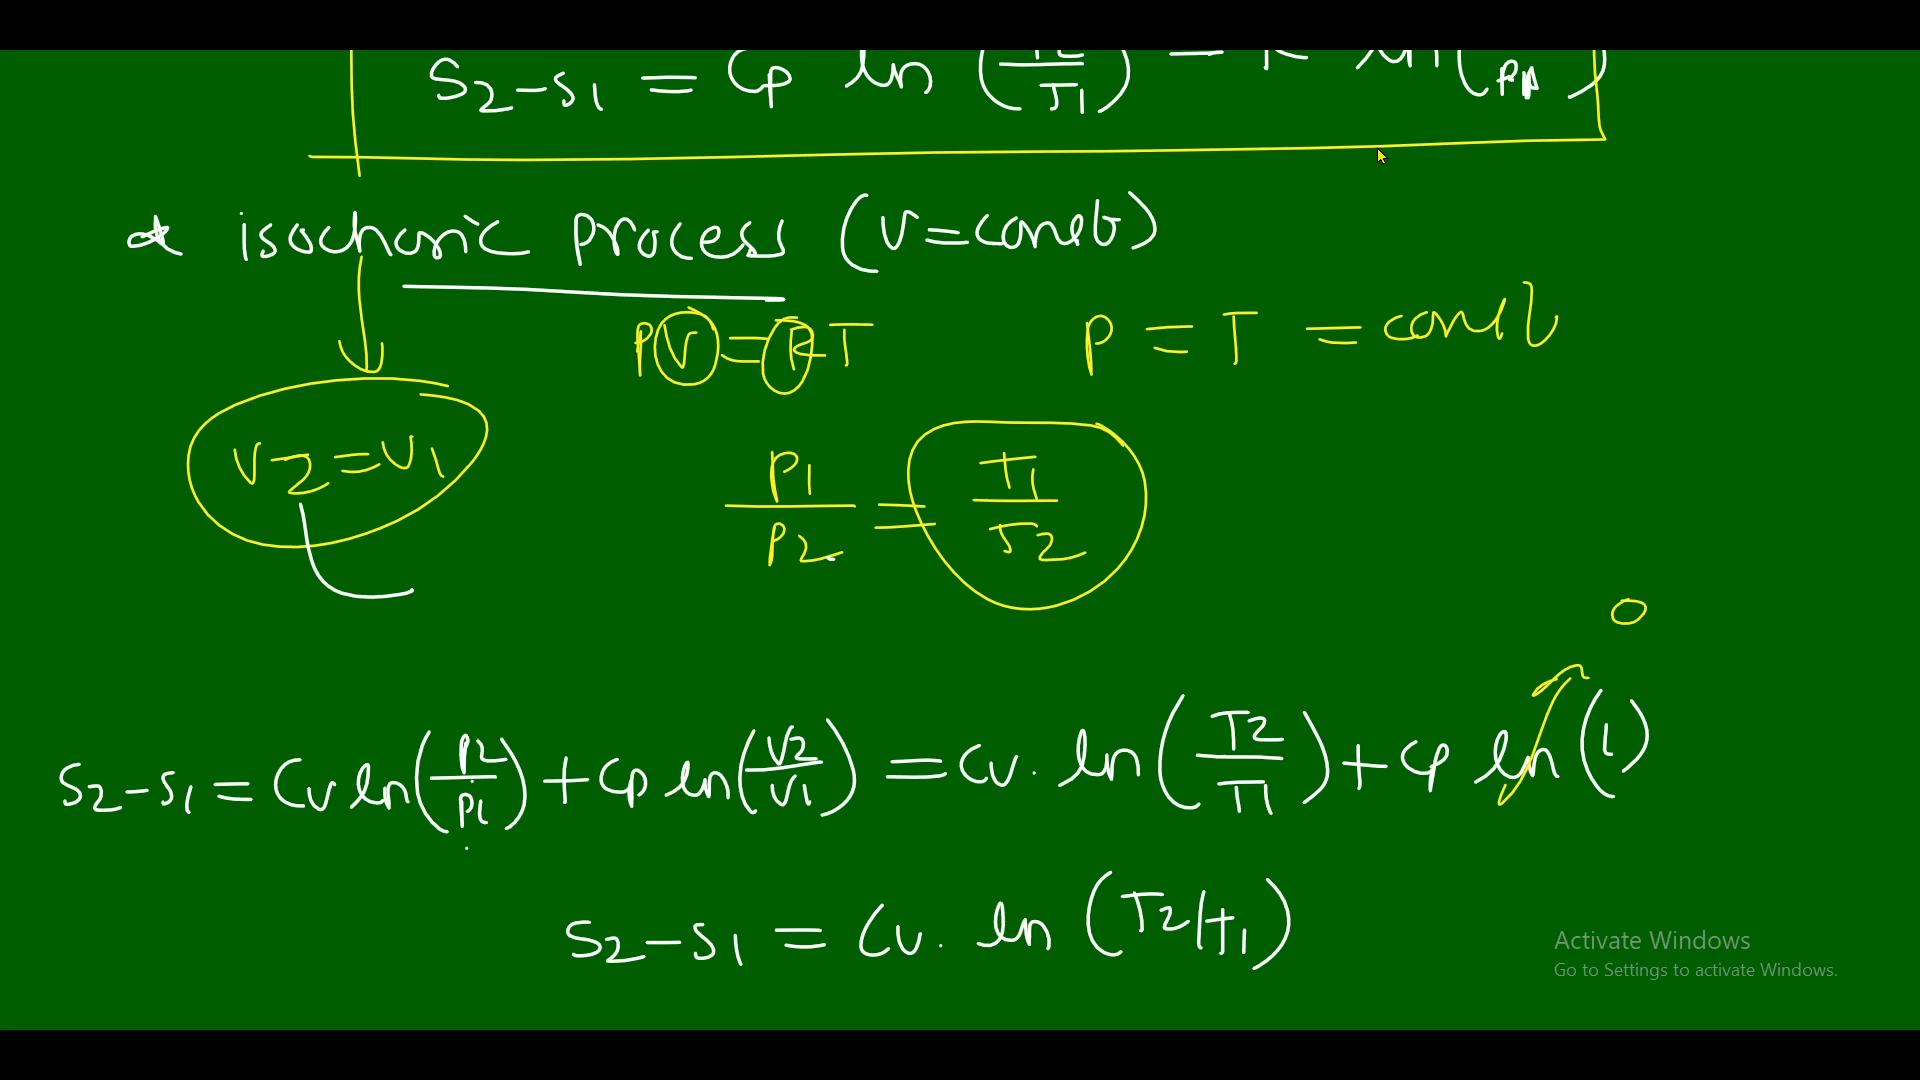 S2-S1 = Cp ln (T2/T1) - R ln(P2/P1)
* isochoric process (V=const)
PV=RT P = T = const
V2=V1
P1/P2 = T1/T2
0
S2-S1 = Cv ln(P2/P1) + Cp ln(V2/V1) = Cv. ln(T2/T1) + Cp ln(1)
S2-S1 = Cv. ln (T2/T1)
Activate Windows
Go to Settings to activate Windows.